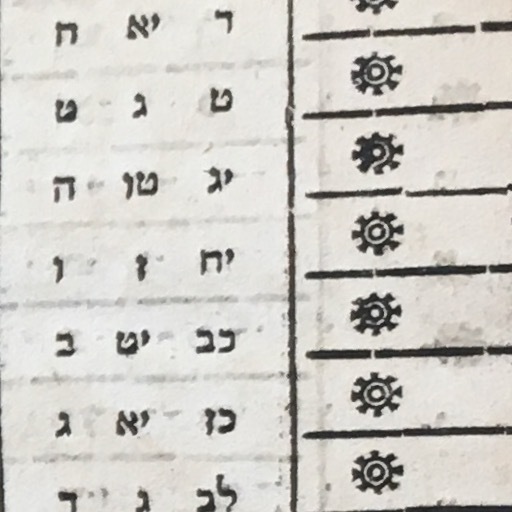 ד יא ח
ט ג ט
יג טו ה
יח ז ו
כב יט ב
כז יא ג
לב ג ד